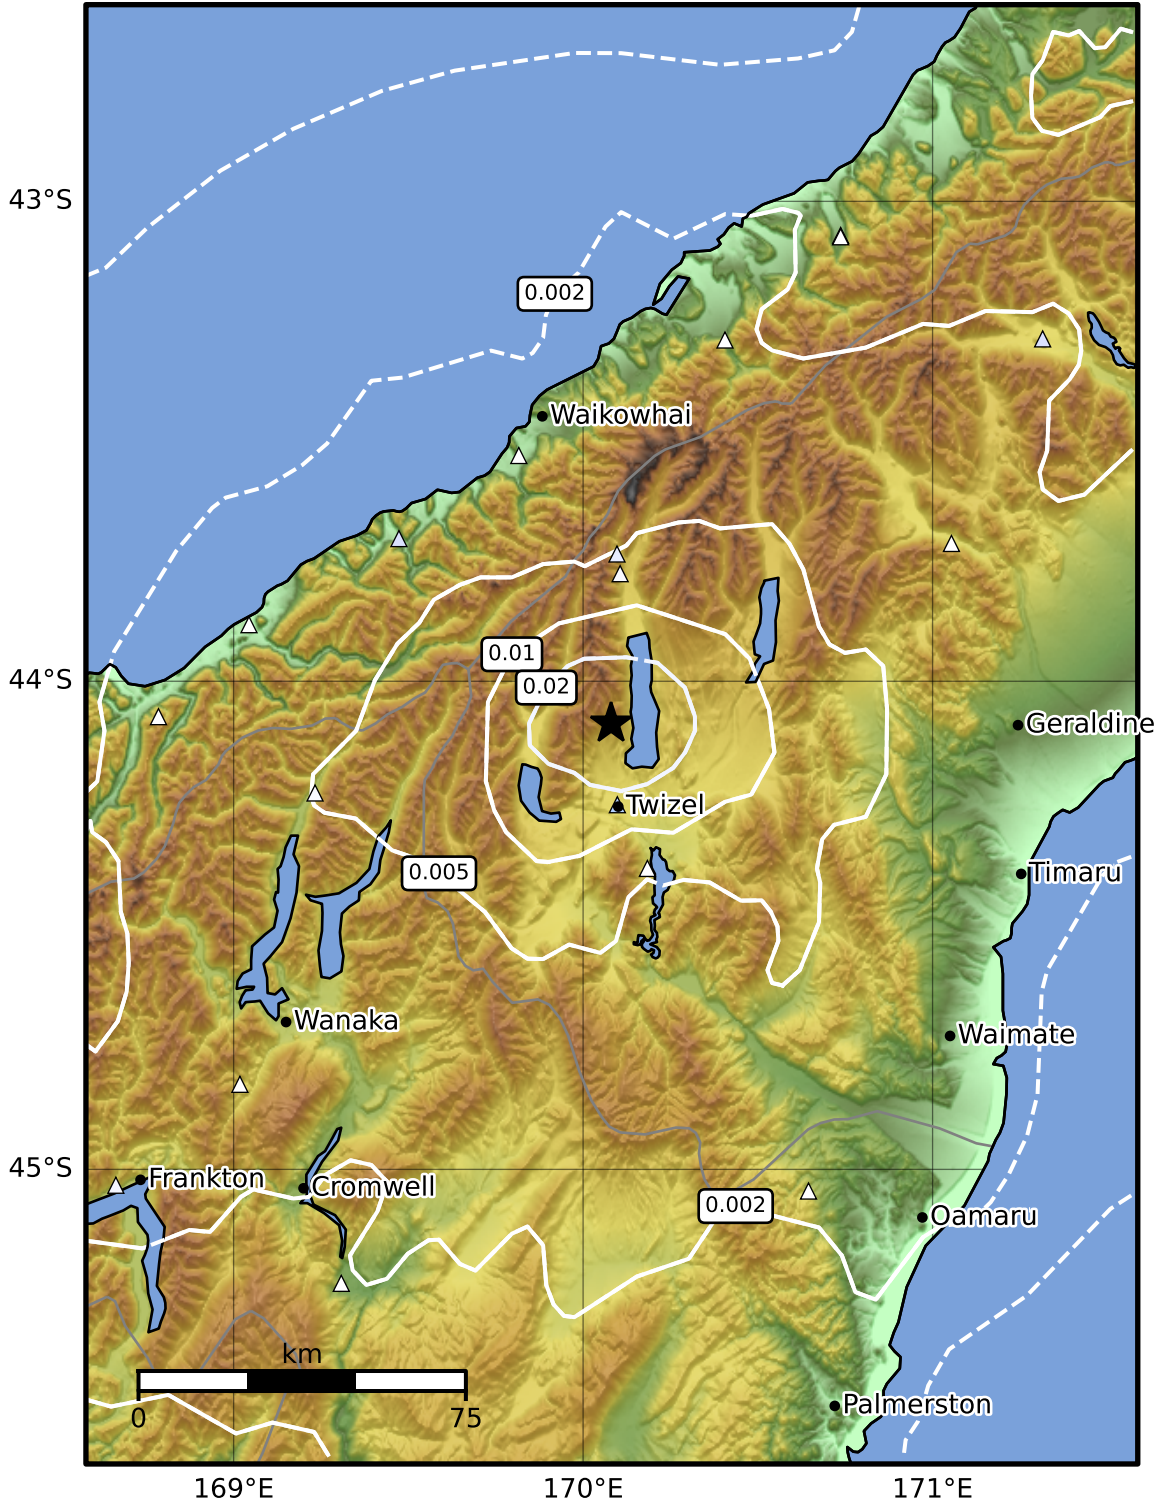 43°S
0.002
Waikowhai
0.01
44°S
0.02
Geraldine
Twizel
0.005
Timaru
Wanaka
Waimate
45°S
Frankton
Cromwell
0.002
Oamaru
km
0
75
Palmerston
169°E
170°E
171°E